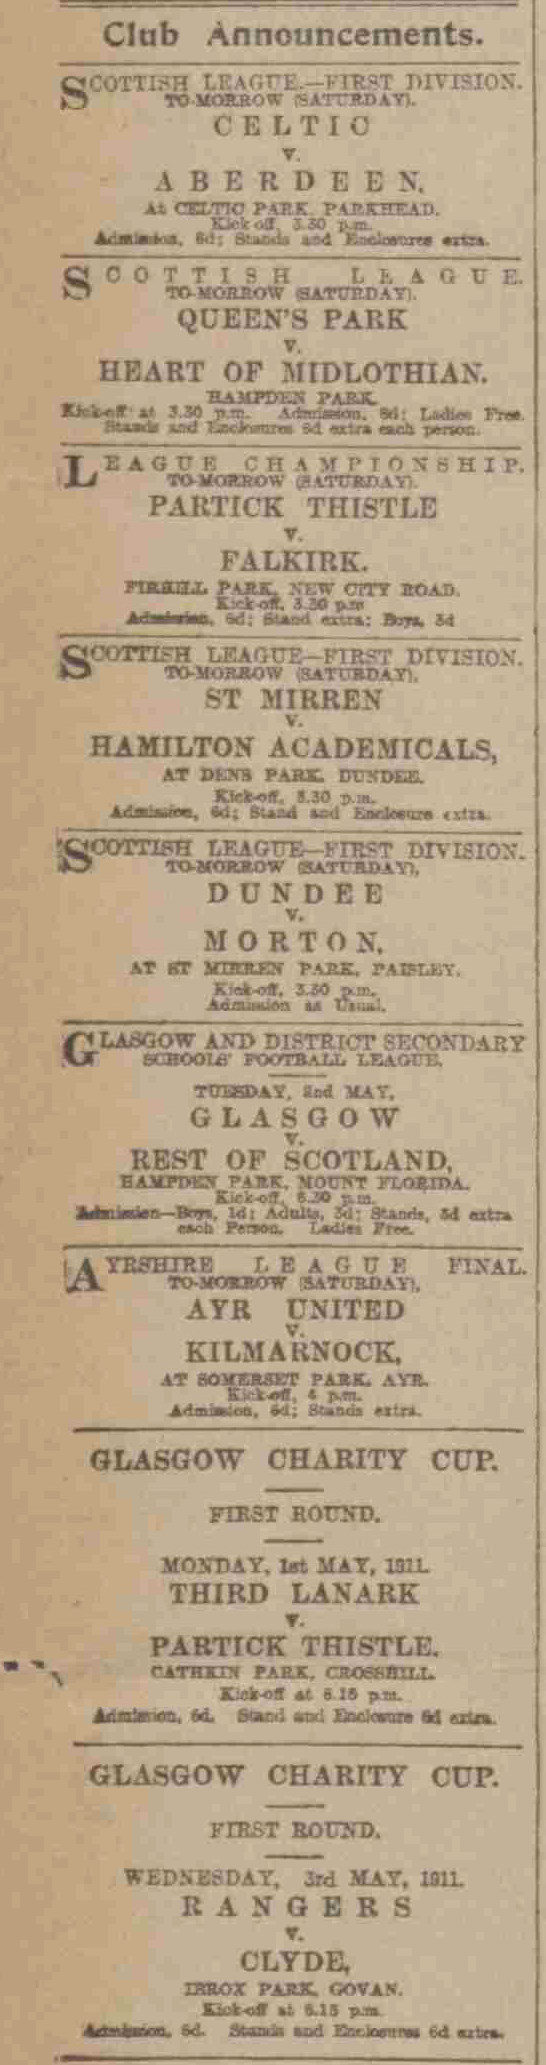 Club Announcements.
SCOTTISH LEAGUE.—FIRST DIVISION.
TO-MORROW (SATURDAY).
CELTIC
v.
ABERDEEN,
At CELTIC PARK, PARKHEAD.
Kick off, 3.30 p.m.
Admission, 6d; Stands and Enclosures extra.
SCOTTISH LEAGUE.
TO-MORROW (SATURDAY).
QUEEN'S PARK
v.
HEART OF MIDLOTHIAN.
HAMPDEN PARK.
Kick-off at 3.30 p.m. Admission, 6d; Ladies Free.
Stands and Enclosures 6d extra each person.
LEAGUE CHAMPIONSHIP.
TO-MORROW (SATURDAY).
PARTICK THISTLE
v.
FALKIRK.
FIRHILL PARK, NEW CITY ROAD.
Kick-off, 3.30 p.m
Admission, 6d; Stand extra; Boys, 3d
SCOTTISH LEAGUE—FIRST DIVISION.
TO-MORROW (SATURDAY),
ST MIRREN
v.
HAMILTON ACADEMICALS,
AT DENS PARK, DUNDEE.
Kick-off, 3.30 p.m.
Admission, 6d; Stand and Enclosure extra.
SCOTTISH LEAGUE—FIRST DIVISION.
TO-MORROW (SATURDAY),
DUNDEE
v.
MORTON,
AT ST MIRREN PARK, PAISLEY.
Kick-off, 3.30 p.m.
Admission as Usual.
GLASGOW AND DISTRICT SECONDARY
SCHOOLS' FOOTBALL LEAGUE.
TUESDAY, 2nd MAY,
GLASGOW
v.
REST OF SCOTLAND,
HAMPDEN PARK, MOUNT FLORIDA.
Kick-off, 6.30 p.m.
Admission—Boys, 1d; Adults, 3d; Stands, 3d extra
each Person. Ladies Free.
AYRSHIRE LEAGUE FINAL.
TO-MORROW (SATURDAY),
AYR UNITED
v.
KILMARNOCK,
AT SOMERSET PARK, AYR.
Kick-off, 4 p.m.
Admission, 6d; Stands extra.
GLASGOW CHARITY CUP.
FIRST ROUND.
MONDAY, 1st MAY, 1911.
THIRD LANARK
v.
PARTICK THISTLE.
CATHKIN PARK, CROSSHILL.
Kick-off at 6.15 p.m.
Admission, 6d. Stand and Enclosure 6d extra.
GLASGOW CHARITY CUP.
FIRST ROUND.
WEDNESDAY, 3rd MAY, 1911.
RANGERS
v.
CLYDE,
IBROX PARK, GOVAN.
Kick-off at 6.15 p.m.
Admission, 6d. Stands and Enclosures 6d extra.